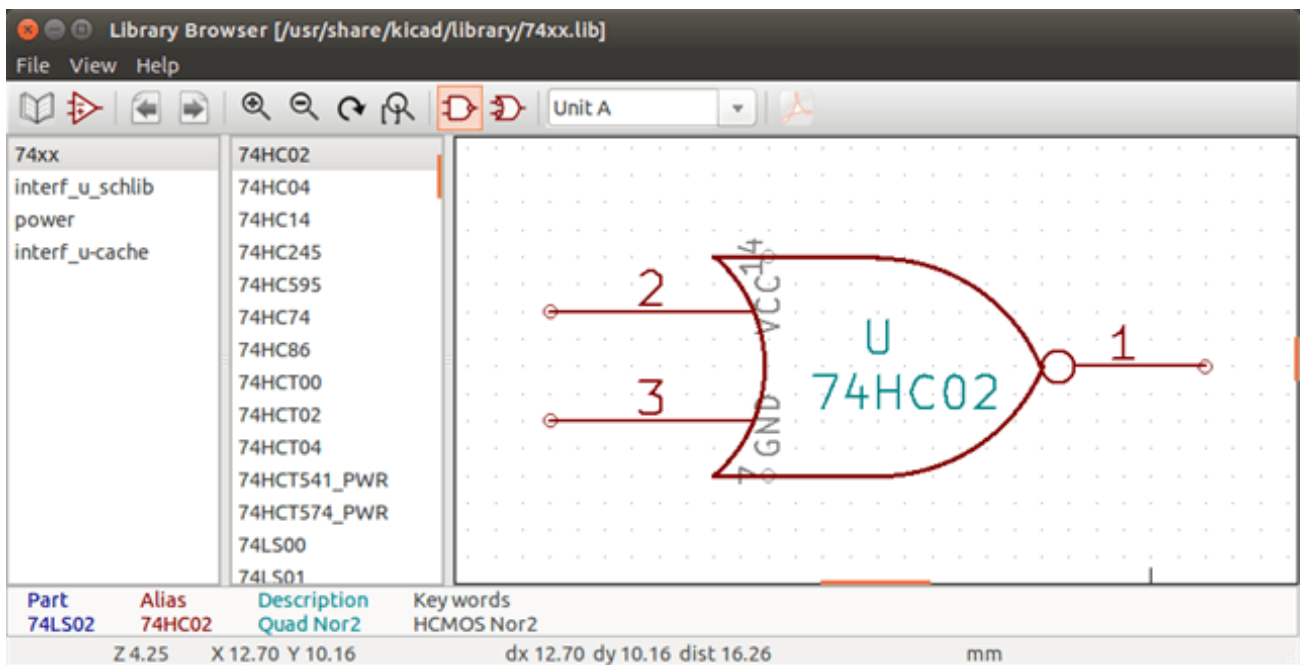 Library Browser [/usr/share/kicad/library/74xx.lib]
File View Help
Unit A
74xx
interf_u_schlib
power
interf_u-cache
74HC02
74HC04
74HC14
74HC245
74HC595
74HC74
74HC86
74HCT00
74HCT02
74HCT04
74HCT541_PWR
74HCT574_PWR
74LS00
74LS01
14
VCC
2
3
U
74HC02
1
GND
7
Part Alias Description Key words
74LS02 74HC02 Quad Nor2 HCMOS Nor2
Z 4.25 X 12.70 Y 10.16 dx 12.70 dy 10.16 dist 16.26 mm